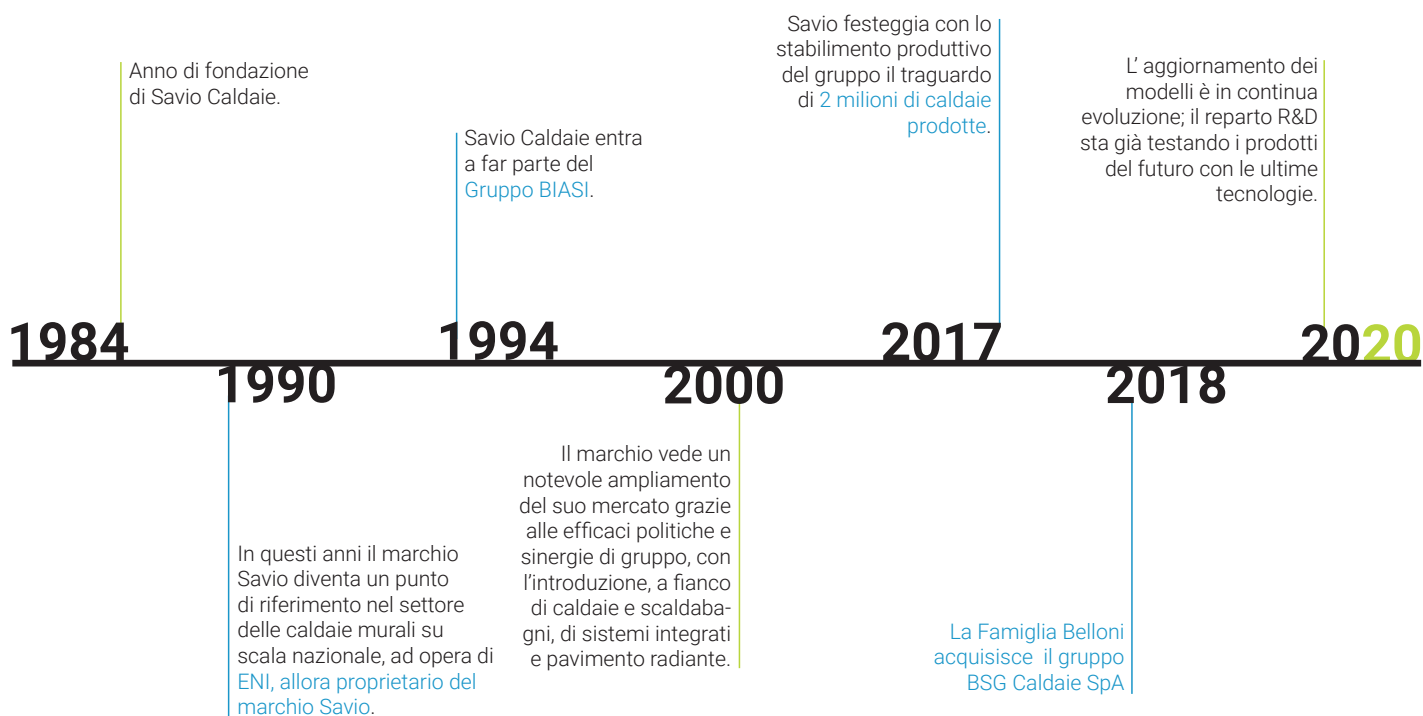 1984
Anno di fondazione
di Savio Caldaie.
1990
In questi anni il marchio
Savio diventa un punto
di riferimento nel settore
delle caldaie murali su
scala nazionale, ad opera di
ENI, allora proprietario del
marchio Savio.
1994
Savio Caldaie entra
a far parte del
Gruppo BIASI.
2000
Il marchio vede un
notevole ampliamento
del suo mercato grazie
alle efficaci politiche e
sinergie di gruppo, con
l'introduzione, a fianco
di caldaie e scaldaba-
gni, di sistemi integrati
e pavimento radiante.
2017
Savio festeggia con lo
stabilimento produttivo
del gruppo il traguardo
di 2 milioni di caldaie
prodotte.
2018
La Famiglia Belloni
acquisisce il gruppo
BSG Caldaie SpA
2020
L' aggiornamento dei
modelli è in continua
evoluzione; il reparto R&D
sta già testando i prodotti
del futuro con le ultime
tecnologie.